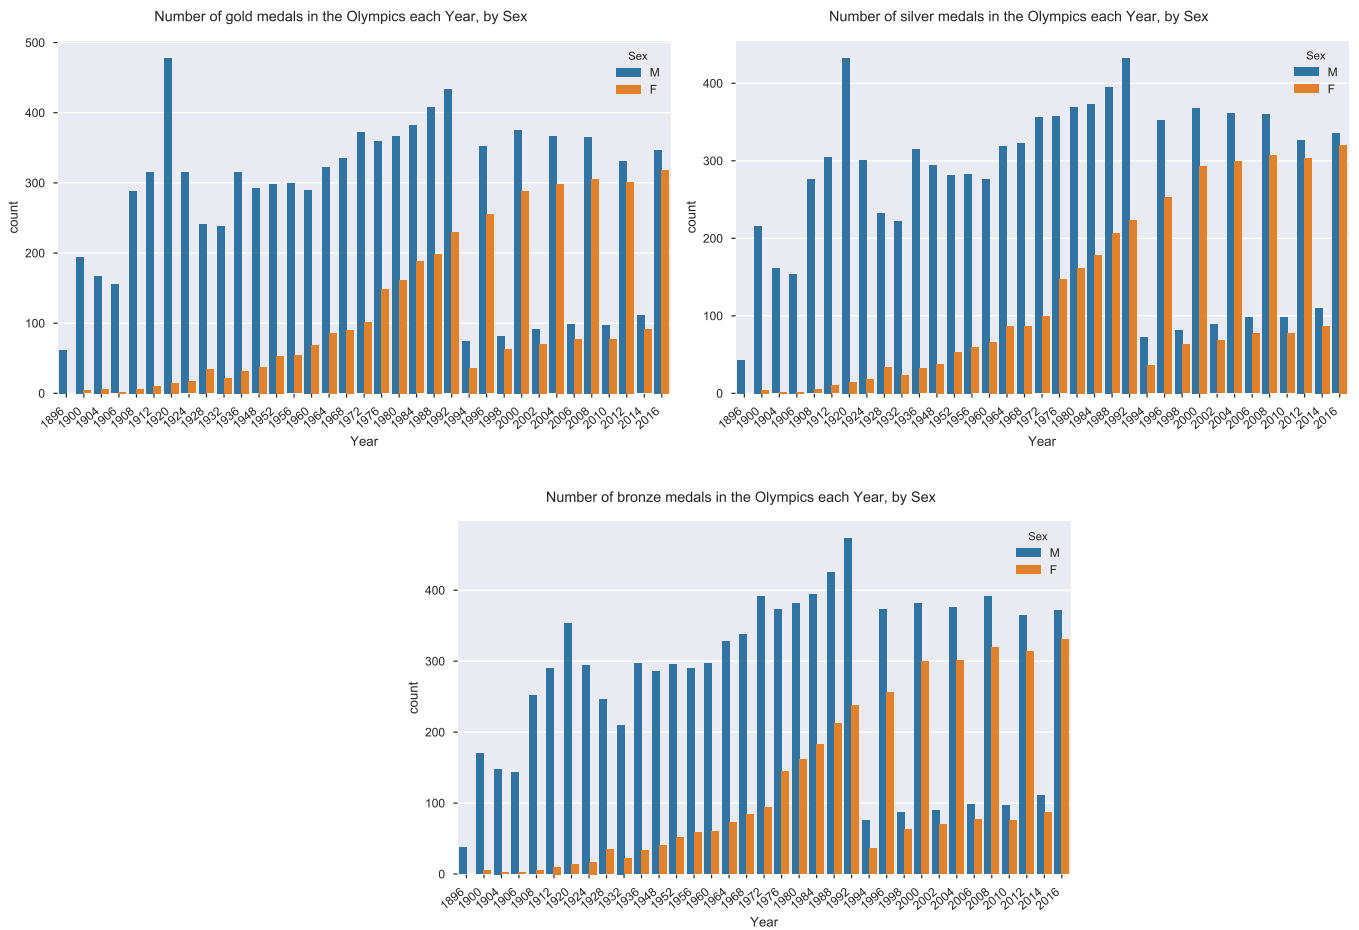 Number of gold medals in the Olympics each Year, by Sex
500
400
300
200
100
0
count
Sex
M
F
1896 1900 1904 1906 1908 1912 1920 1924 1928 1932 1936 1948 1952 1956 1960 1964 1968 1972 1976 1980 1984 1988 1992 1994 1996 1998 2000 2002 2004 2006 2008 2010 2012 2014 2016
Year
Number of silver medals in the Olympics each Year, by Sex
400
300
200
100
0
count
Sex
M
F
1896 1900 1904 1906 1908 1912 1920 1924 1928 1932 1936 1948 1952 1956 1960 1964 1968 1972 1976 1980 1984 1988 1992 1994 1996 1998 2000 2002 2004 2006 2008 2010 2012 2014 2016
Year
Number of bronze medals in the Olympics each Year, by Sex
400
300
200
100
0
count
Sex
M
F
1896 1900 1904 1906 1908 1912 1920 1924 1928 1932 1936 1948 1952 1956 1960 1964 1968 1972 1976 1980 1984 1988 1992 1994 1996 1998 2000 2002 2004 2006 2008 2010 2012 2014 2016
Year